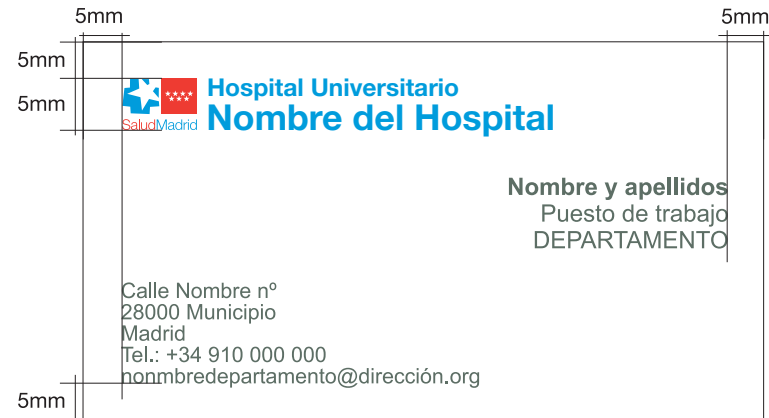 5mm
5mm
5mm
5mm
SaludMadrid
Hospital Universitario
Nombre del Hospital
Nombre y apellidos
Puesto de trabajo
DEPARTAMENTO
Calle Nombre nº
28000 Municipio
Madrid
Tel.: +34 910 000 000
nonmbredepartamento@dirección.org
5mm